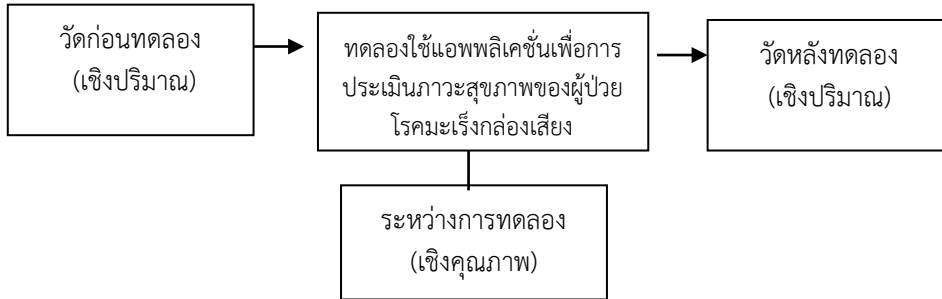 วัดก่อนทดลอง
(เชิงปริมาณ)
ทดลองใช้แอพพลิเคชั่นเพื่อการ
ประเมินภาวะสุขภาพของผู้ป่วย
โรคมะเร็งกล่องเสียง
วัดหลังทดลอง
(เชิงปริมาณ)
ระหว่างการทดลอง
(เชิงคุณภาพ)